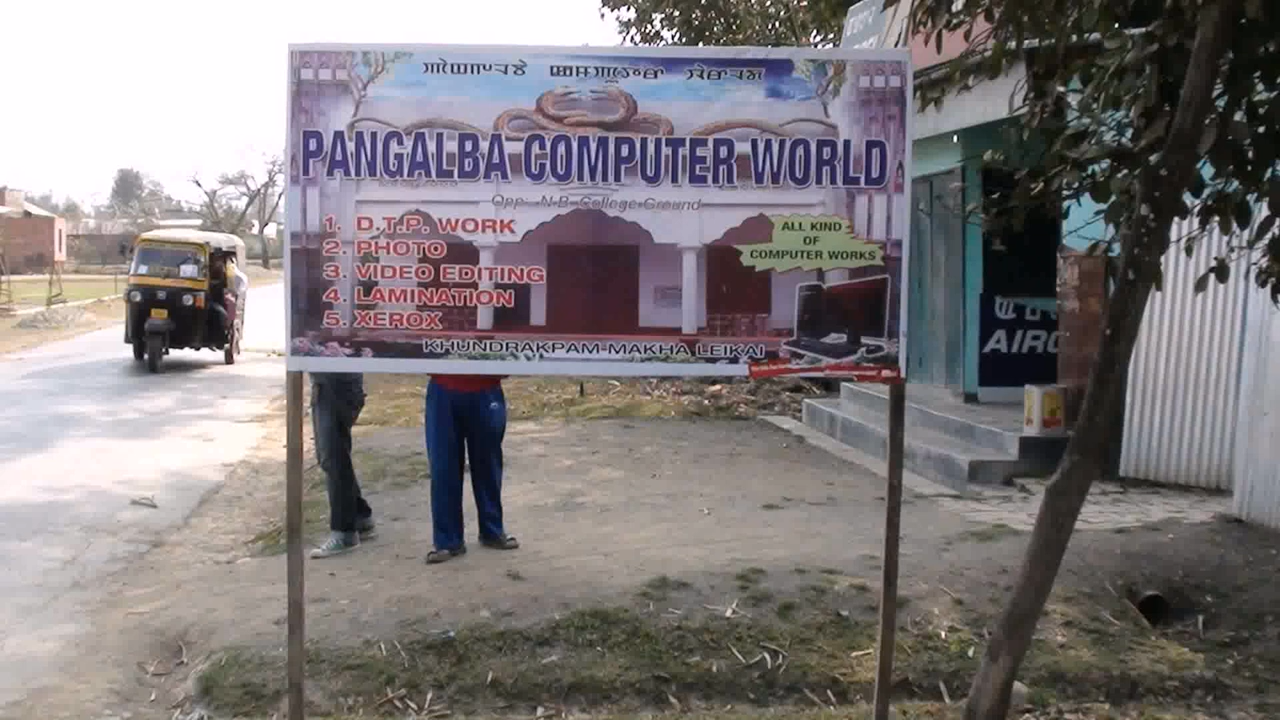 PANGALBA COMPUTER WORLD
Opp:- N.B. College Ground
1. D.T.P. WORK
2. PHOTO
3. VIDEO EDITING
4. LAMINATION
5. XEROX
ALL KIND
OF
COMPUTER WORKS
KHUNDRAKPAM MAKHA LEIKAI